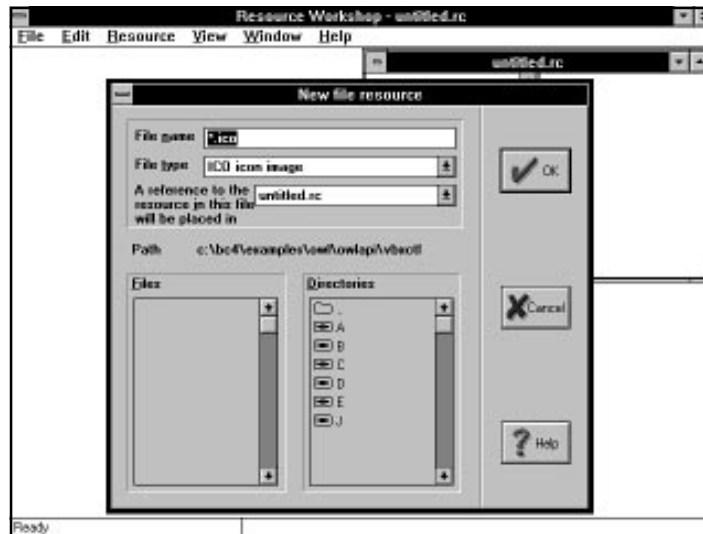 Resource Workshop - untitled.rc
File Edit Resource View Window Help
untitled.rc
New file resource
File name *.ico
File type ICO icon image
A reference to the resource in this file will be placed in untitled.rc
Path c:\bc4\examples\owl\owlapi\vbxctl
Files
Directories
.
A
B
C
D
E
J
OK
Cancel
Help
Ready